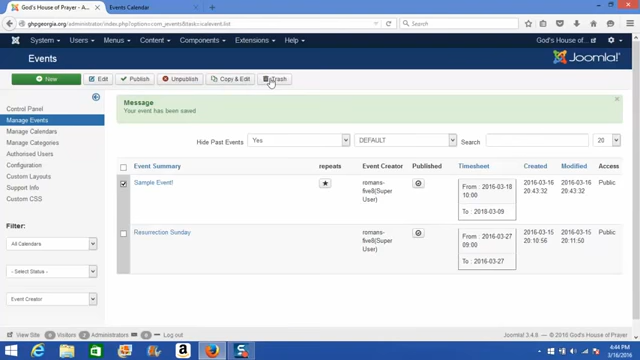 God's House of Prayer - A...
Events Calendar
ghpgeorgia.org/administrator/index.php?option=com_events&task=icalevent.list
Search
System
Users
Menus
Content
Components
Extensions
Help
God's House of...
Events
Joomla!
New
Edit
Publish
Unpublish
Copy & Edit
Trash
Control Panel
Manage Events
Manage Calendars
Manage Categories
Authorised Users
Configuration
Custom Layouts
Support Info
Custom CSS
Filter:
All Calendars
- Select Status -
Event Creator
Message
Your event has been saved
Hide Past Events
Yes
DEFAULT
Search
20
Event Summary
repeats
Event Creator
Published
Timesheet
Created
Modified
Access
Sample Event!
romans-five8(Super User)
From : 2016-03-18 10:00
To : 2018-03-09
2016-03-16 20:43:32
2016-03-16 20:43:32
Public
Resurrection Sunday
romans-five8(Super User)
From : 2016-03-27 09:00
To : 2016-03-27
2016-03-15 20:10:56
2016-03-15 20:11:50
Public
View Site
0 Visitors
2 Administrators
0
Log out
Joomla! 3.4.8 - © God's House of Prayer
4:44 PM
3/16/2016